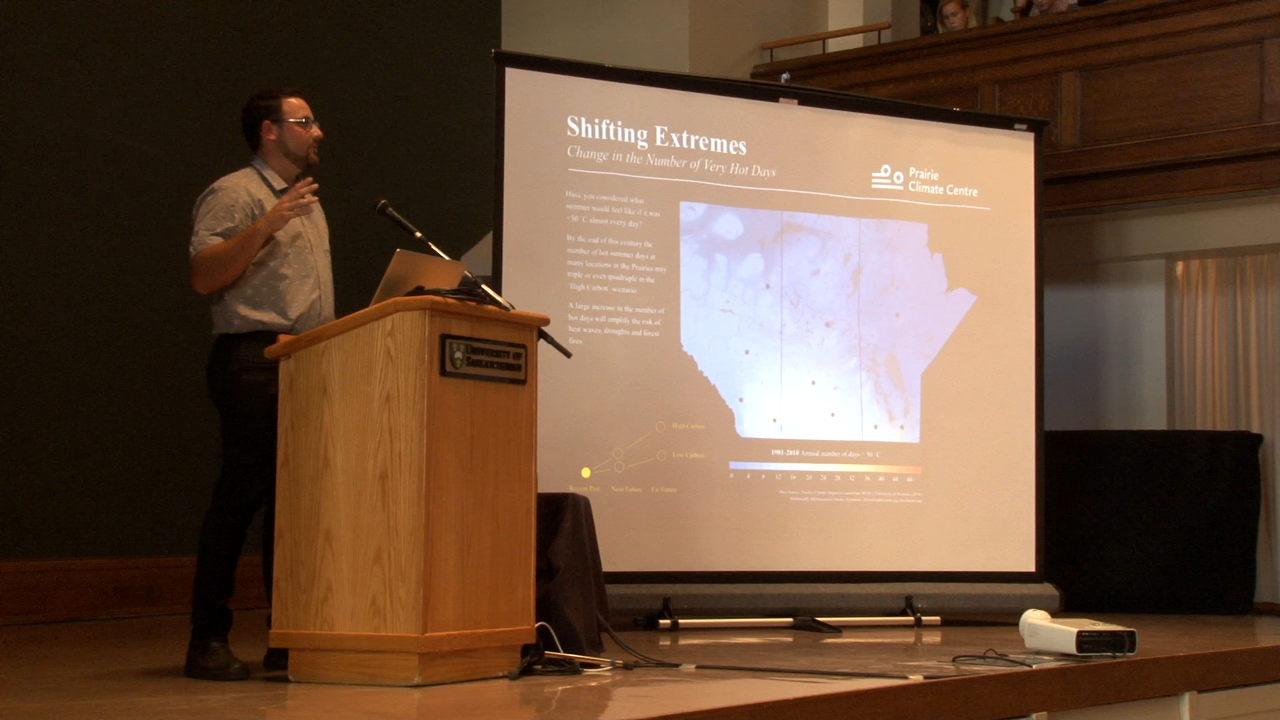 Shifting Extremes
Change in the Number of Very Hot Days
Prairie
Climate Centre
Have you considered what
summer would feel like if it was
+30 °C almost every day?
By the end of this century the
number of hot summer days at
many locations in the Prairies may
triple or even quadruple in the
'High Carbon' scenario.
A large increase in the number of
hot days will amplify the risk of
heat waves, droughts and forest
fires.
High Carbon
Low Carbon
Recent Past Near Future Far Future
1981-2010 Annual number of days > 30 °C
UNIVERSITY OF
SASKATCHEWAN